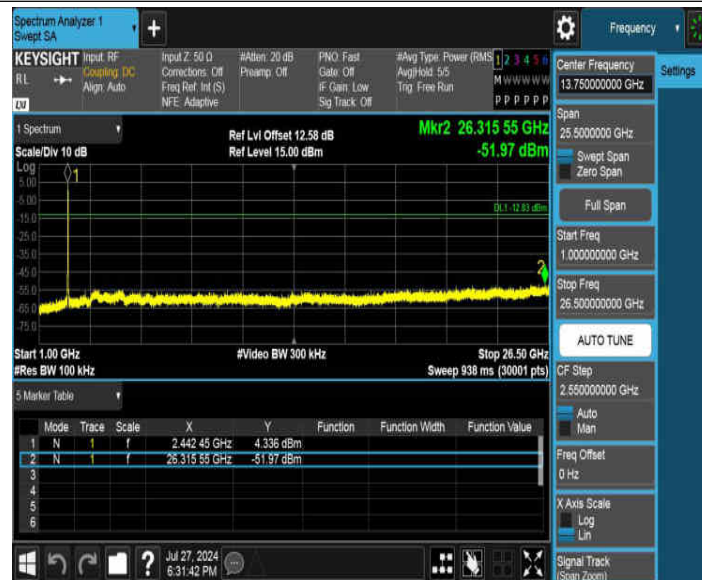 Spectrum Analyzer 1
Swept SA
+
Frequency
KEYSIGHT
RL
LXI
Input: RF
Coupling: DC
Align: Auto
Input Z: 50 Ω
Corrections: Off
Freq Ref: Int (S)
NFE: Adaptive
#Atten: 20 dB
Preamp: Off
PNO: Fast
Gate: Off
IF Gain: Low
Sig Track: Off
#Avg Type: Power (RMS
Avg|Hold: 5/5
Trig: Free Run
1 2 3 4 5 6
M W W W W W
P P P P P P
1 Spectrum
Scale/Div 10 dB
Ref Lvl Offset 12.58 dB
Ref Level 15.00 dBm
Mkr2 26.315 55 GHz
-51.97 dBm
Log
5.00
-5.00
-15.0
-25.0
-35.0
-45.0
-55.0
-65.0
-75.0
1
DL1 -12.83 dBm
2
Start 1.00 GHz
#Res BW 100 kHz
#Video BW 300 kHz
Stop 26.50 GHz
Sweep 938 ms (30001 pts)
5 Marker Table
Mode Trace Scale X Y Function Function Width Function Value
1 N 1 f 2.442 45 GHz 4.336 dBm
2 N 1 f 26.315 55 GHz -51.97 dBm
3
4
5
6
?
Jul 27, 2024
6:31:42 PM
Center Frequency
13.750000000 GHz
Settings
Span
25.5000000 GHz
Swept Span
Zero Span
Full Span
Start Freq
1.000000000 GHz
Stop Freq
26.500000000 GHz
AUTO TUNE
CF Step
2.550000000 GHz
Auto
Man
Freq Offset
0 Hz
X Axis Scale
Log
Lin
Signal Track
(Span Zoom)